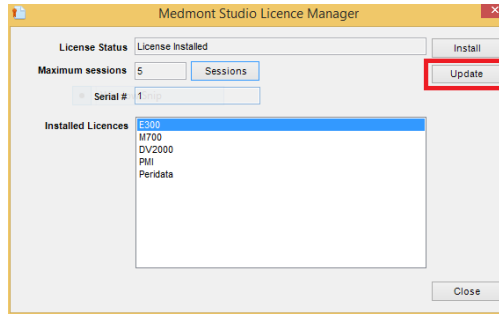 Medmont Studio Licence Manager
License Status License Installed Install
Maximum sessions 5 Sessions Update
Serial # 1
Installed Licences E300
M700
DV2000
PMI
Peridata
Close